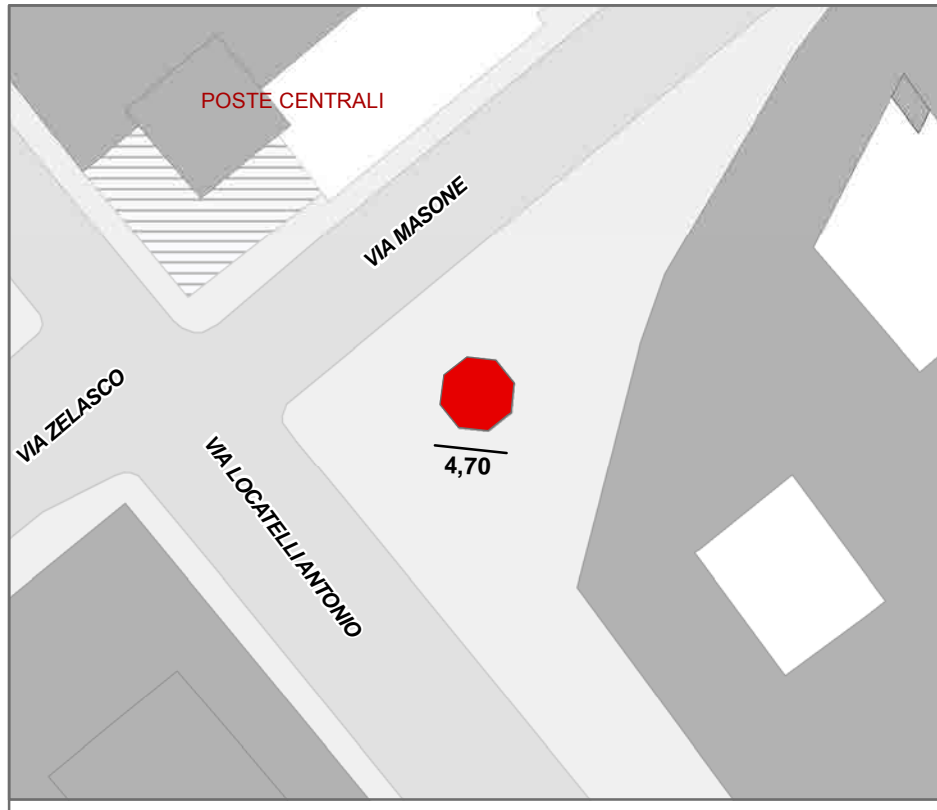 POSTE CENTRALI
VIA MASONE
VIA ZELASCO
VIA LOCATELLI ANTONIO
4,70